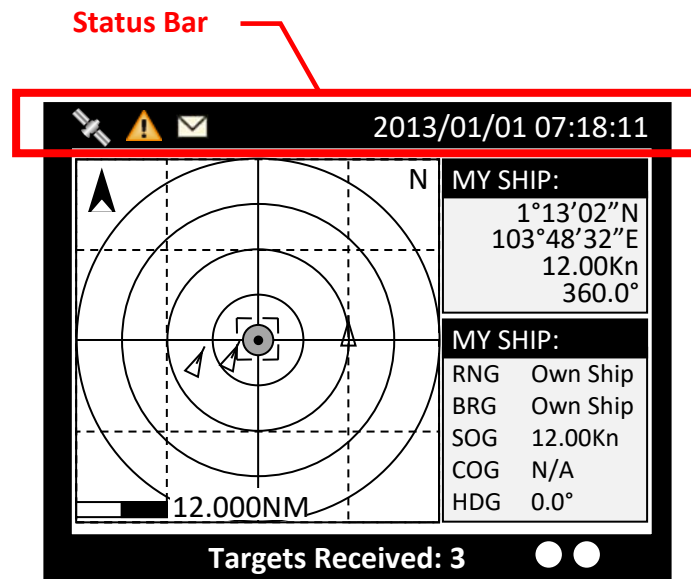 Status Bar
2013/01/01 07:18:11
N
MY SHIP:
1°13’02”N
103°48’32”E
12.00Kn
360.0°
MY SHIP:
RNG Own Ship
BRG Own Ship
SOG 12.00Kn
COG N/A
HDG 0.0°
12.000NM
Targets Received: 3